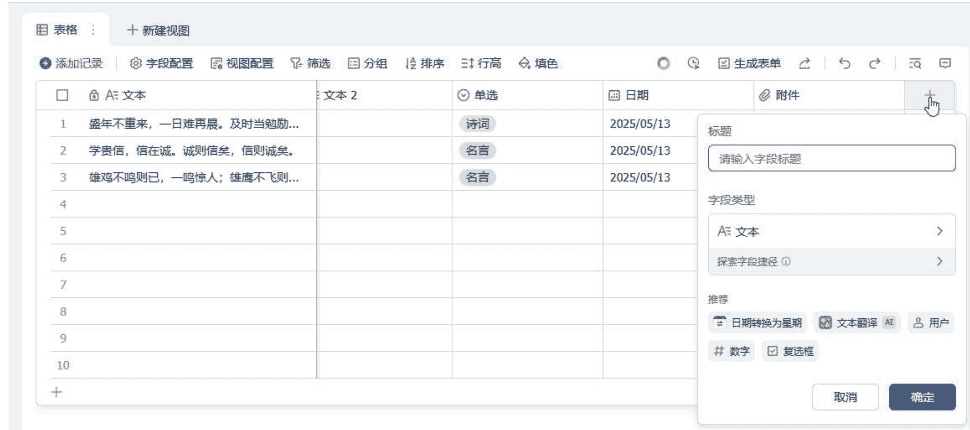 表格 新建视图
添加记录 字段配置 视图配置 筛选 分组 排序 行高 填色 生成表单
文本 文本 2 单选 日期 附件
1 盛年不重来，一日难再晨。及时当勉励... 诗词 2025/05/13
2 学贵信，信在诚。诚则信矣，信则诚矣。 名言 2025/05/13
3 雄鸡不鸣则已，一鸣惊人；雄鹰不飞则... 名言 2025/05/13
4
5
6
7
8
9
10
标题
请输入字段标题
字段类型
文本
探索字段捷径
推荐
日期转换为星期 文本翻译 AI 用户
数字 复选框
取消 确定